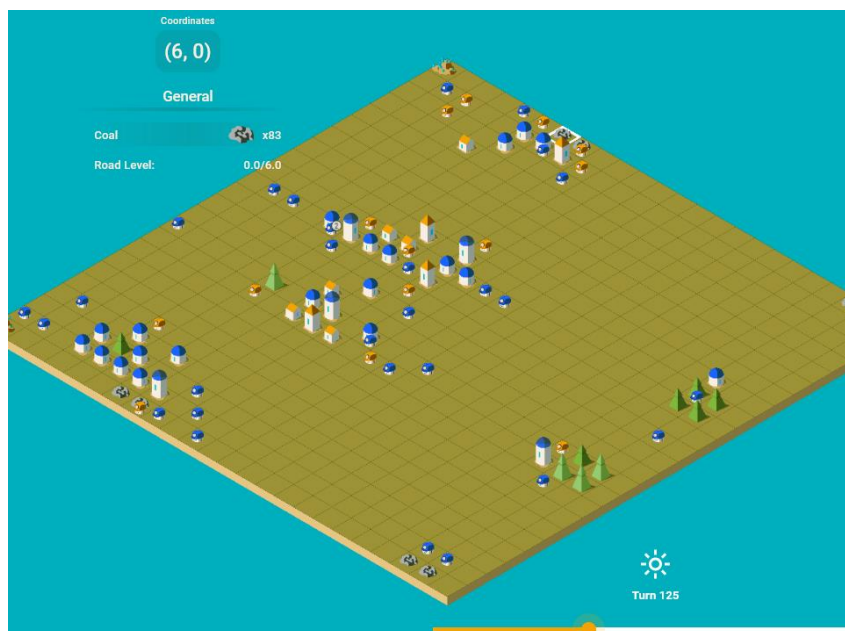 Coordinates
(6, 0)
General
Coal x83
Road Level: 0.0/6.0
Turn 125